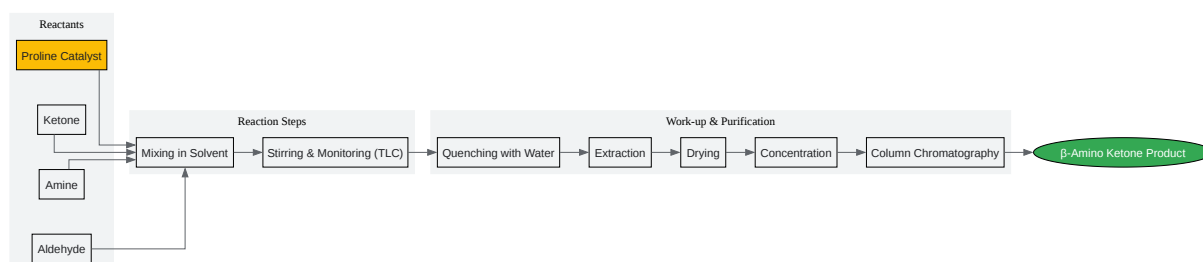 Reactants
Proline Catalyst
Ketone
Amine
Aldehyde
Reaction Steps
Mixing in Solvent
Stirring & Monitoring (TLC)
Work-up & Purification
Quenching with Water
Extraction
Drying
Concentration
Column Chromatography
β-Amino Ketone Product